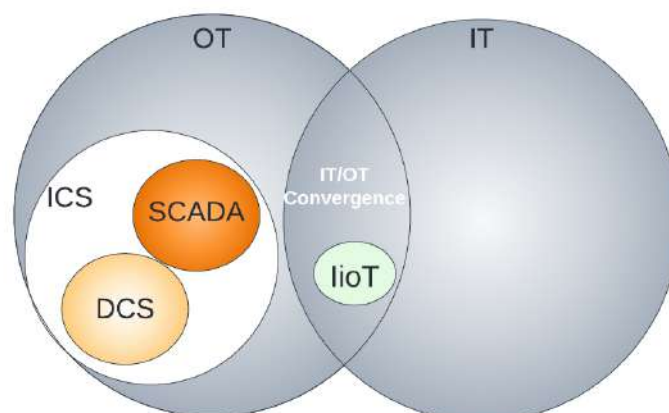 OT
IT
IT/OT
Convergence
ICS
SCADA
IioT
DCS